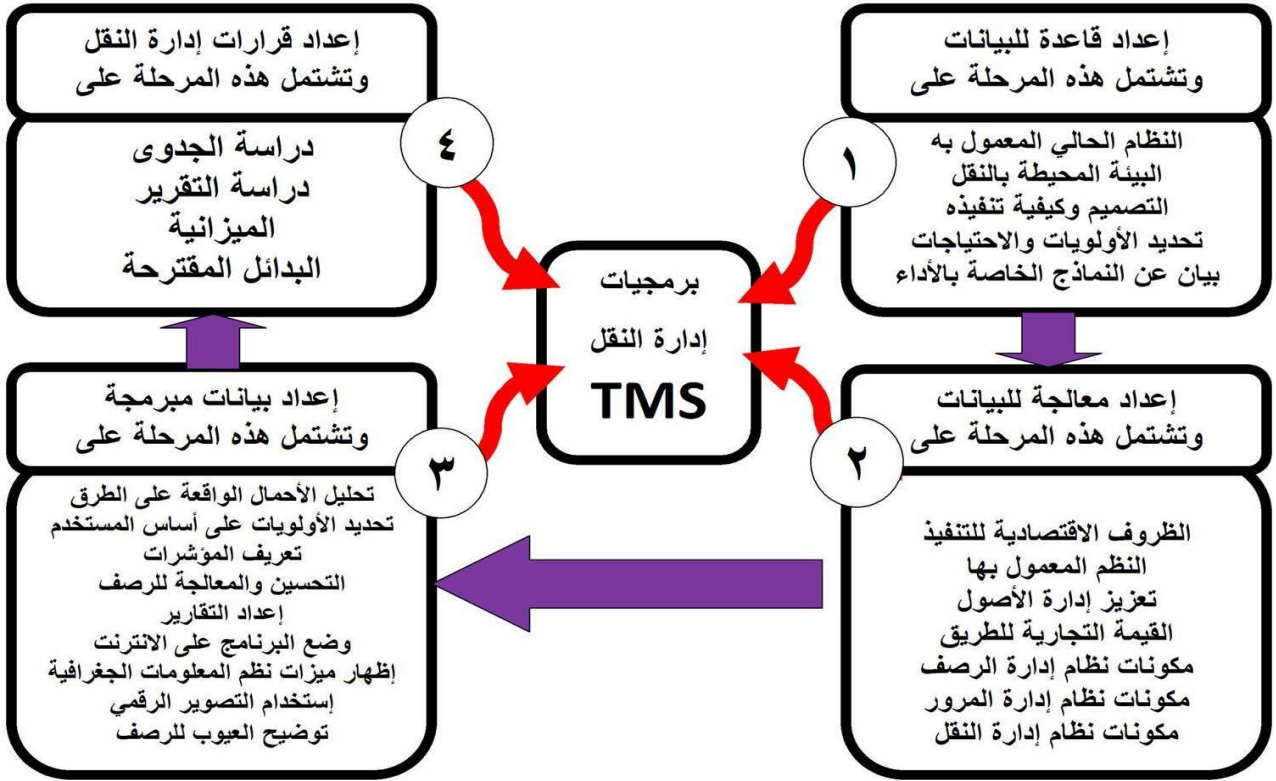 إعداد قاعدة للبيانات
وتشتمل هذه المرحلة على
١
النظام الحالي المعمول به
البيئة المحيطة بالنقل
التصميم وكيفية تنفيذه
تحديد الأولويات والاحتياجات
بيان عن النماذج الخاصة بالأداء
إعداد معالجة للبيانات
وتشتمل هذه المرحلة على
٢
الظروف الاقتصادية للتنفيذ
النظم المعمول بها
تعزيز إدارة الأصول
القيمة التجارية للطريق
مكونات نظام إدارة الرصف
مكونات نظام إدارة المرور
مكونات نظام إدارة النقل
إعداد بيانات مبرمجة
وتشتمل هذه المرحلة على
٣
تحليل الأحمال الواقعة على الطرق
تحديد الأولويات على أساس المستخدم
تعريف المؤشرات
التحسين والمعالجة للرصف
إعداد التقارير
وضع البرنامج على الانترنت
إظهار ميزات نظم المعلومات الجغرافية
إستخدام التصوير الرقمي
توضيح العيوب للرصف
إعداد قرارات إدارة النقل
وتشتمل هذه المرحلة على
٤
دراسة الجدوى
دراسة التقرير
الميزانية
البدائل المقترحة
برمجيات
إدارة النقل
TMS